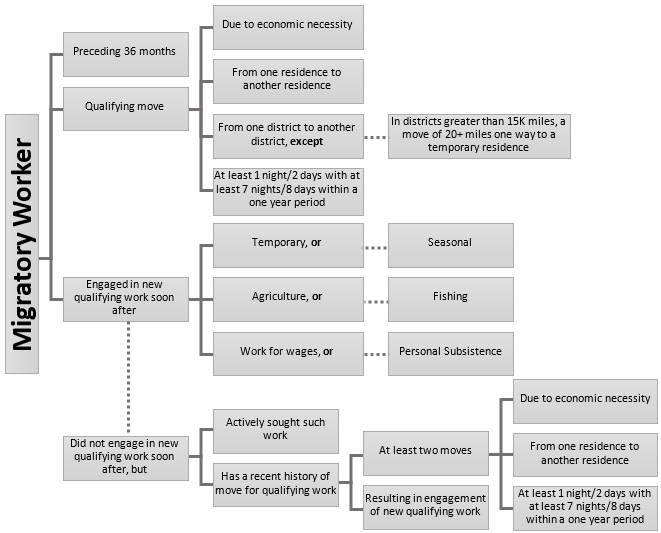 Migratory Worker
Preceding 36 months
Qualifying move
Due to economic necessity
From one residence to
another residence
From one district to another
district, except
In districts greater than 15K miles, a
move of 20+ miles one way to a
temporary residence
At least 1 night/2 days with at
least 7 nights/8 days within a
one year period
Engaged in new
qualifying work soon
after
Temporary, or
Seasonal
Agriculture, or
Fishing
Work for wages, or
Personal Subsistence
Did not engage in new
qualifying work soon
after, but
Actively sought such
work
Has a recent history of
move for qualifying work
At least two moves
Due to economic necessity
From one residence to
another residence
At least 1 night/2 days with
at least 7 nights/8 days
within a one year period
Resulting in engagement
of new qualifying work